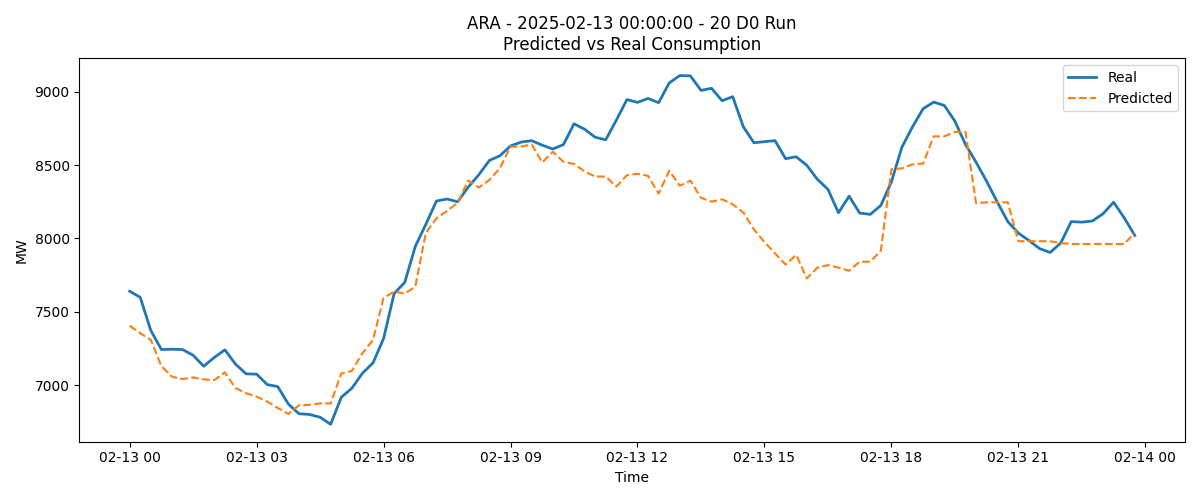 ARA - 2025-02-13 00:00:00 - 20 D0 Run
Predicted vs Real Consumption
Real
Predicted
MW
9000
8500
8000
7500
7000
02-13 00
02-13 03
02-13 06
02-13 09
02-13 12
02-13 15
02-13 18
02-13 21
02-14 00
Time